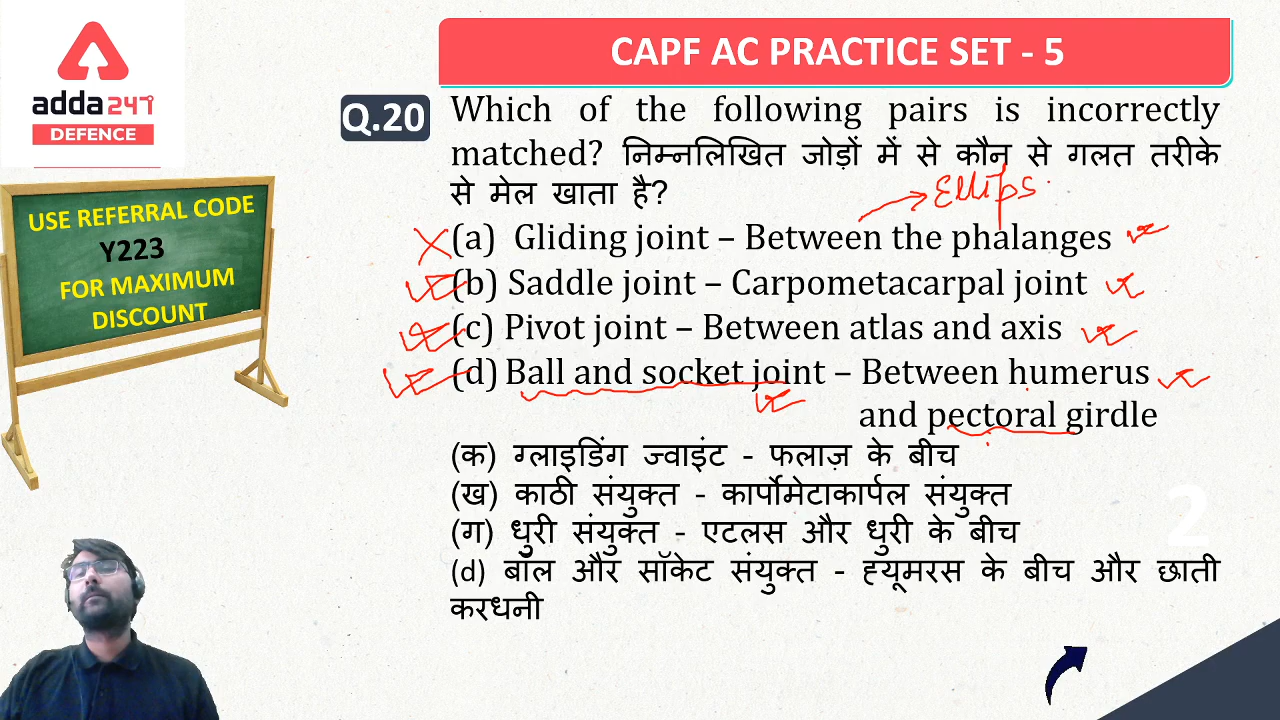 CAPF AC PRACTICE SET - 5
adda247
DEFENCE
USE REFERRAL CODE
Y223
FOR MAXIMUM
DISCOUNT
Q.20
Which of the following pairs is incorrectly
matched? निम्नलिखित जोड़ों में से कौन से गलत तरीके
से मेल खाता है?
Ellips
(a) Gliding joint – Between the phalanges
(b) Saddle joint – Carpometacarpal joint
(c) Pivot joint – Between atlas and axis
(d) Ball and socket joint – Between humerus
and pectoral girdle
(क) ग्लाइडिंग ज्वाइंट - फलाज़ के बीच
(ख) काठी संयुक्त - कार्पोमेटाकार्पल संयुक्त
(ग) धुरी संयुक्त - एटलस और धुरी के बीच
(d) बॉल और सॉकेट संयुक्त - ह्यूमरस के बीच और छाती
करधनी
2